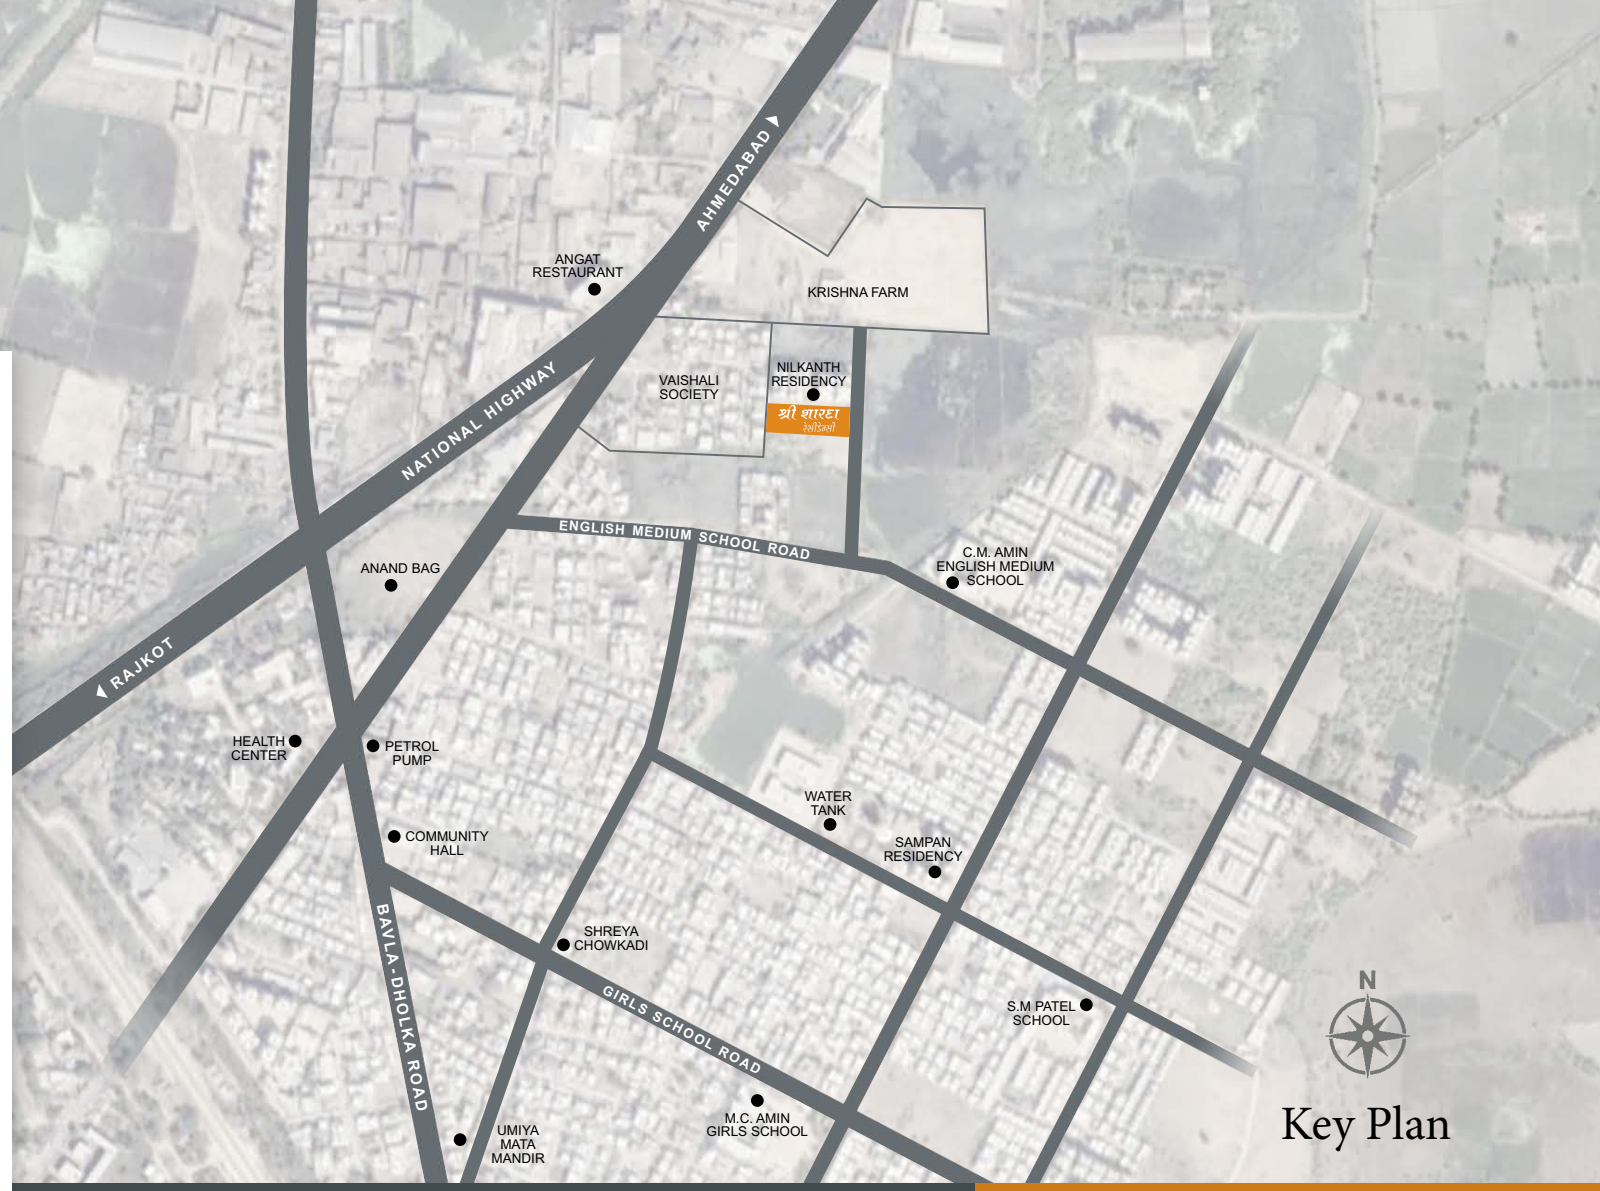 AHMEDABAD
ANGAT
RESTAURANT
KRISHNA FARM
NATIONAL HIGHWAY
VAISHALI
SOCIETY
NILKANTH
RESIDENCY
श्री शारदा
रेसीडेन्सी
ENGLISH MEDIUM SCHOOL ROAD
C.M. AMIN
ENGLISH MEDIUM
SCHOOL
ANAND BAG
RAJKOT
HEALTH
CENTER
PETROL
PUMP
WATER
TANK
COMMUNITY
HALL
SAMPAN
RESIDENCY
BAVLA-DHOLKA ROAD
SHREYA
CHOWKADI
GIRLS SCHOOL ROAD
S.M PATEL
SCHOOL
N
M.C. AMIN
GIRLS SCHOOL
UMIYA
MATA
MANDIR
Key Plan